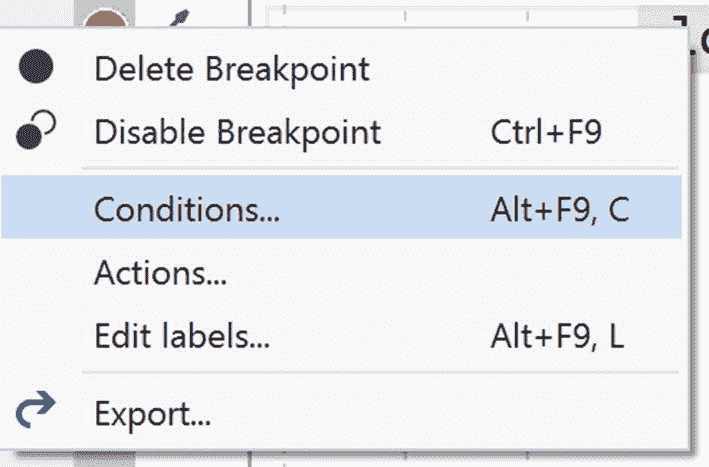 Delete Breakpoint
Disable Breakpoint Ctrl+F9
Conditions... Alt+F9, C
Actions...
Edit labels... Alt+F9, L
Export...